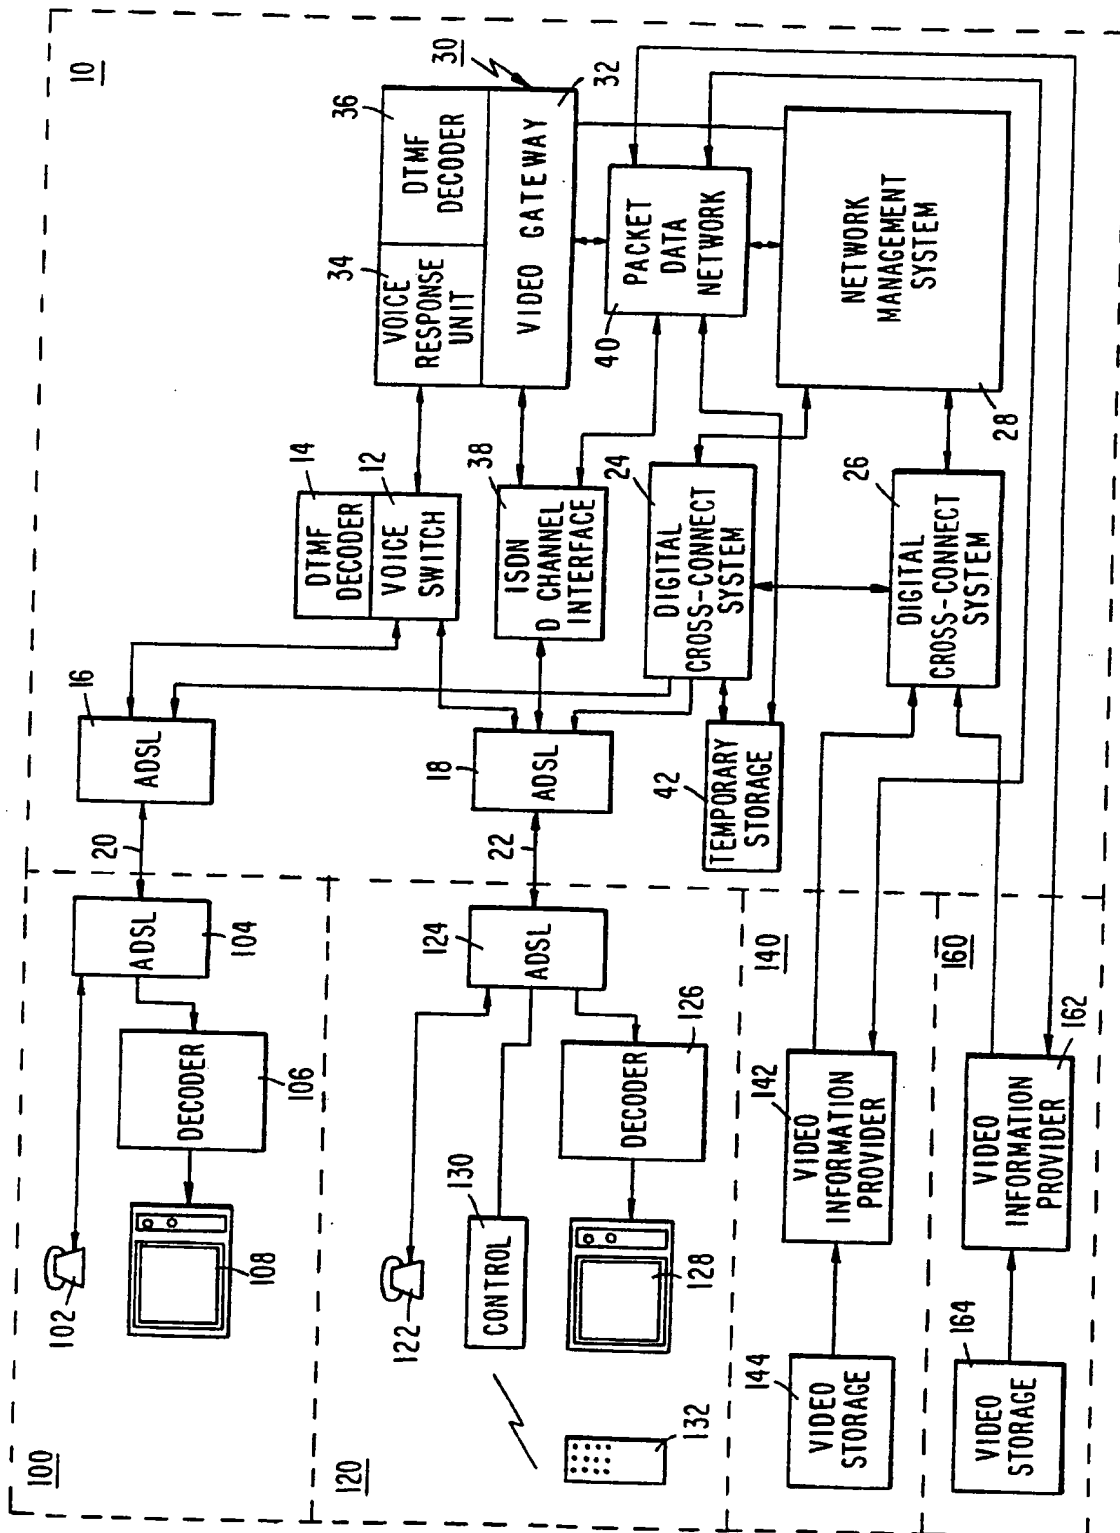 10
30
36
DTMF
DECODER
34
VOICE
RESPONSE
UNIT
VIDEO GATEWAY
32
14
DTMF
DECODER
12
VOICE
SWITCH
38
ISDN
D CHANNEL
INTERFACE
PACKET
DATA
NETWORK
40
24
DIGITAL
CROSS-CONNECT
SYSTEM
NETWORK
MANAGEMENT
SYSTEM
28
26
DIGITAL
CROSS-CONNECT
SYSTEM
16
ADSL
18
ADSL
42
TEMPORARY
STORAGE
20
22
100
102
ADSL
104
DECODER
106
108
120
122
124
ADSL
DECODER
126
128
130
CONTROL
132
140
142
VIDEO
INFORMATION
PROVIDER
144
VIDEO
STORAGE
160
162
VIDEO
INFORMATION
PROVIDER
164
VIDEO
STORAGE